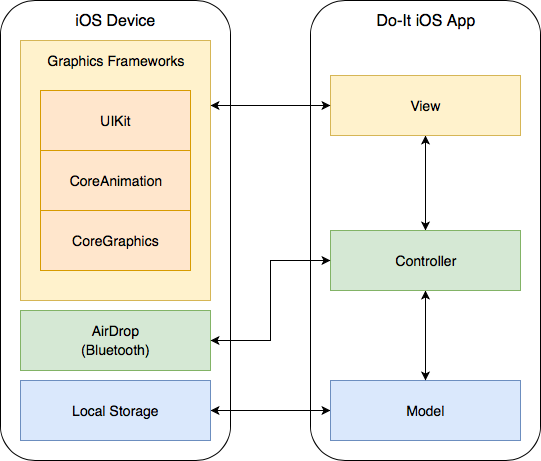 iOS Device
Graphics Frameworks
UIKit
CoreAnimation
CoreGraphics
AirDrop
(Bluetooth)
Local Storage
Do-It iOS App
View
Controller
Model